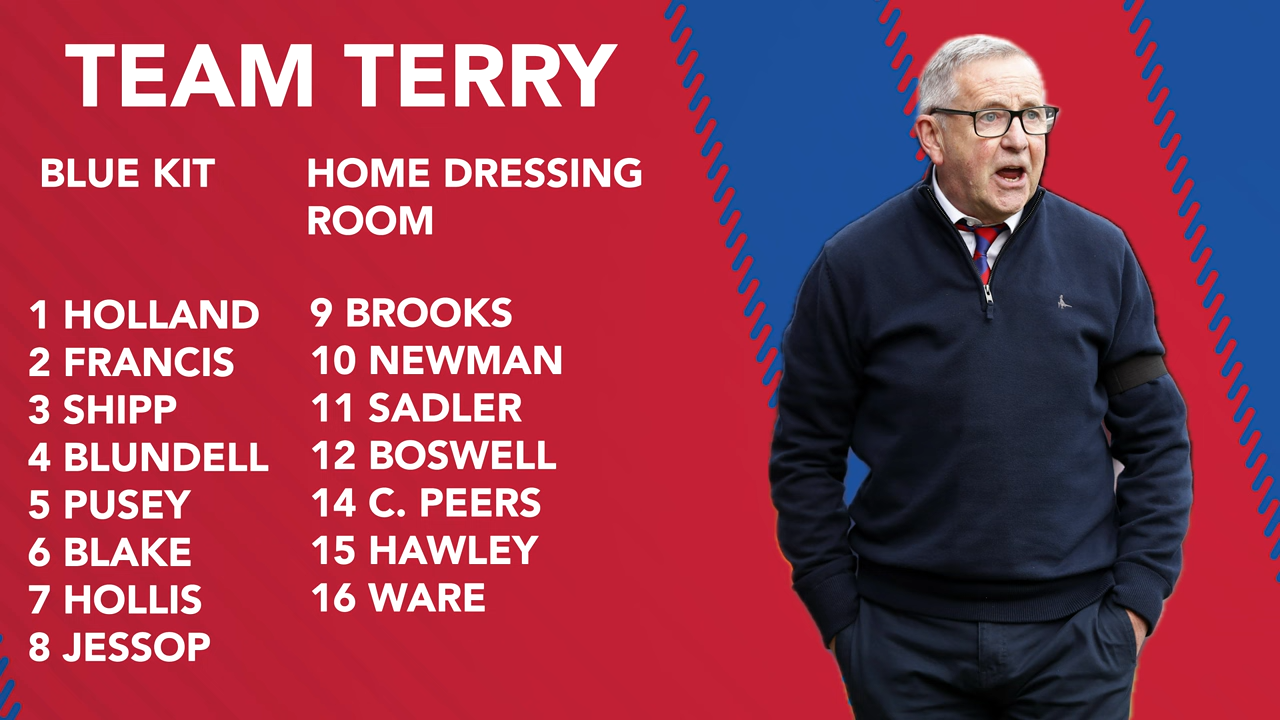 TEAM TERRY
BLUE KIT
HOME DRESSING
ROOM
1 HOLLAND
2 FRANCIS
3 SHIPP
4 BLUNDELL
5 PUSEY
6 BLAKE
7 HOLLIS
8 JESSOP
9 BROOKS
10 NEWMAN
11 SADLER
12 BOSWELL
14 C. PEERS
15 HAWLEY
16 WARE